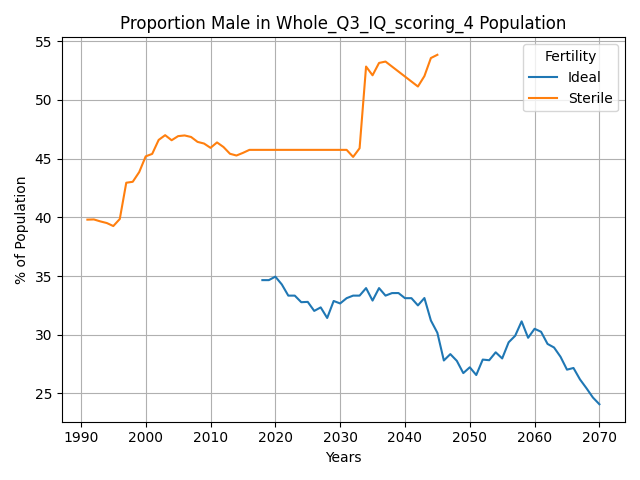 Proportion Male in Whole_Q3_IQ_scoring_4 Population
% of Population
55
50
45
40
35
30
25
Fertility
Ideal
Sterile
1990 2000 2010 2020 2030 2040 2050 2060 2070
Years